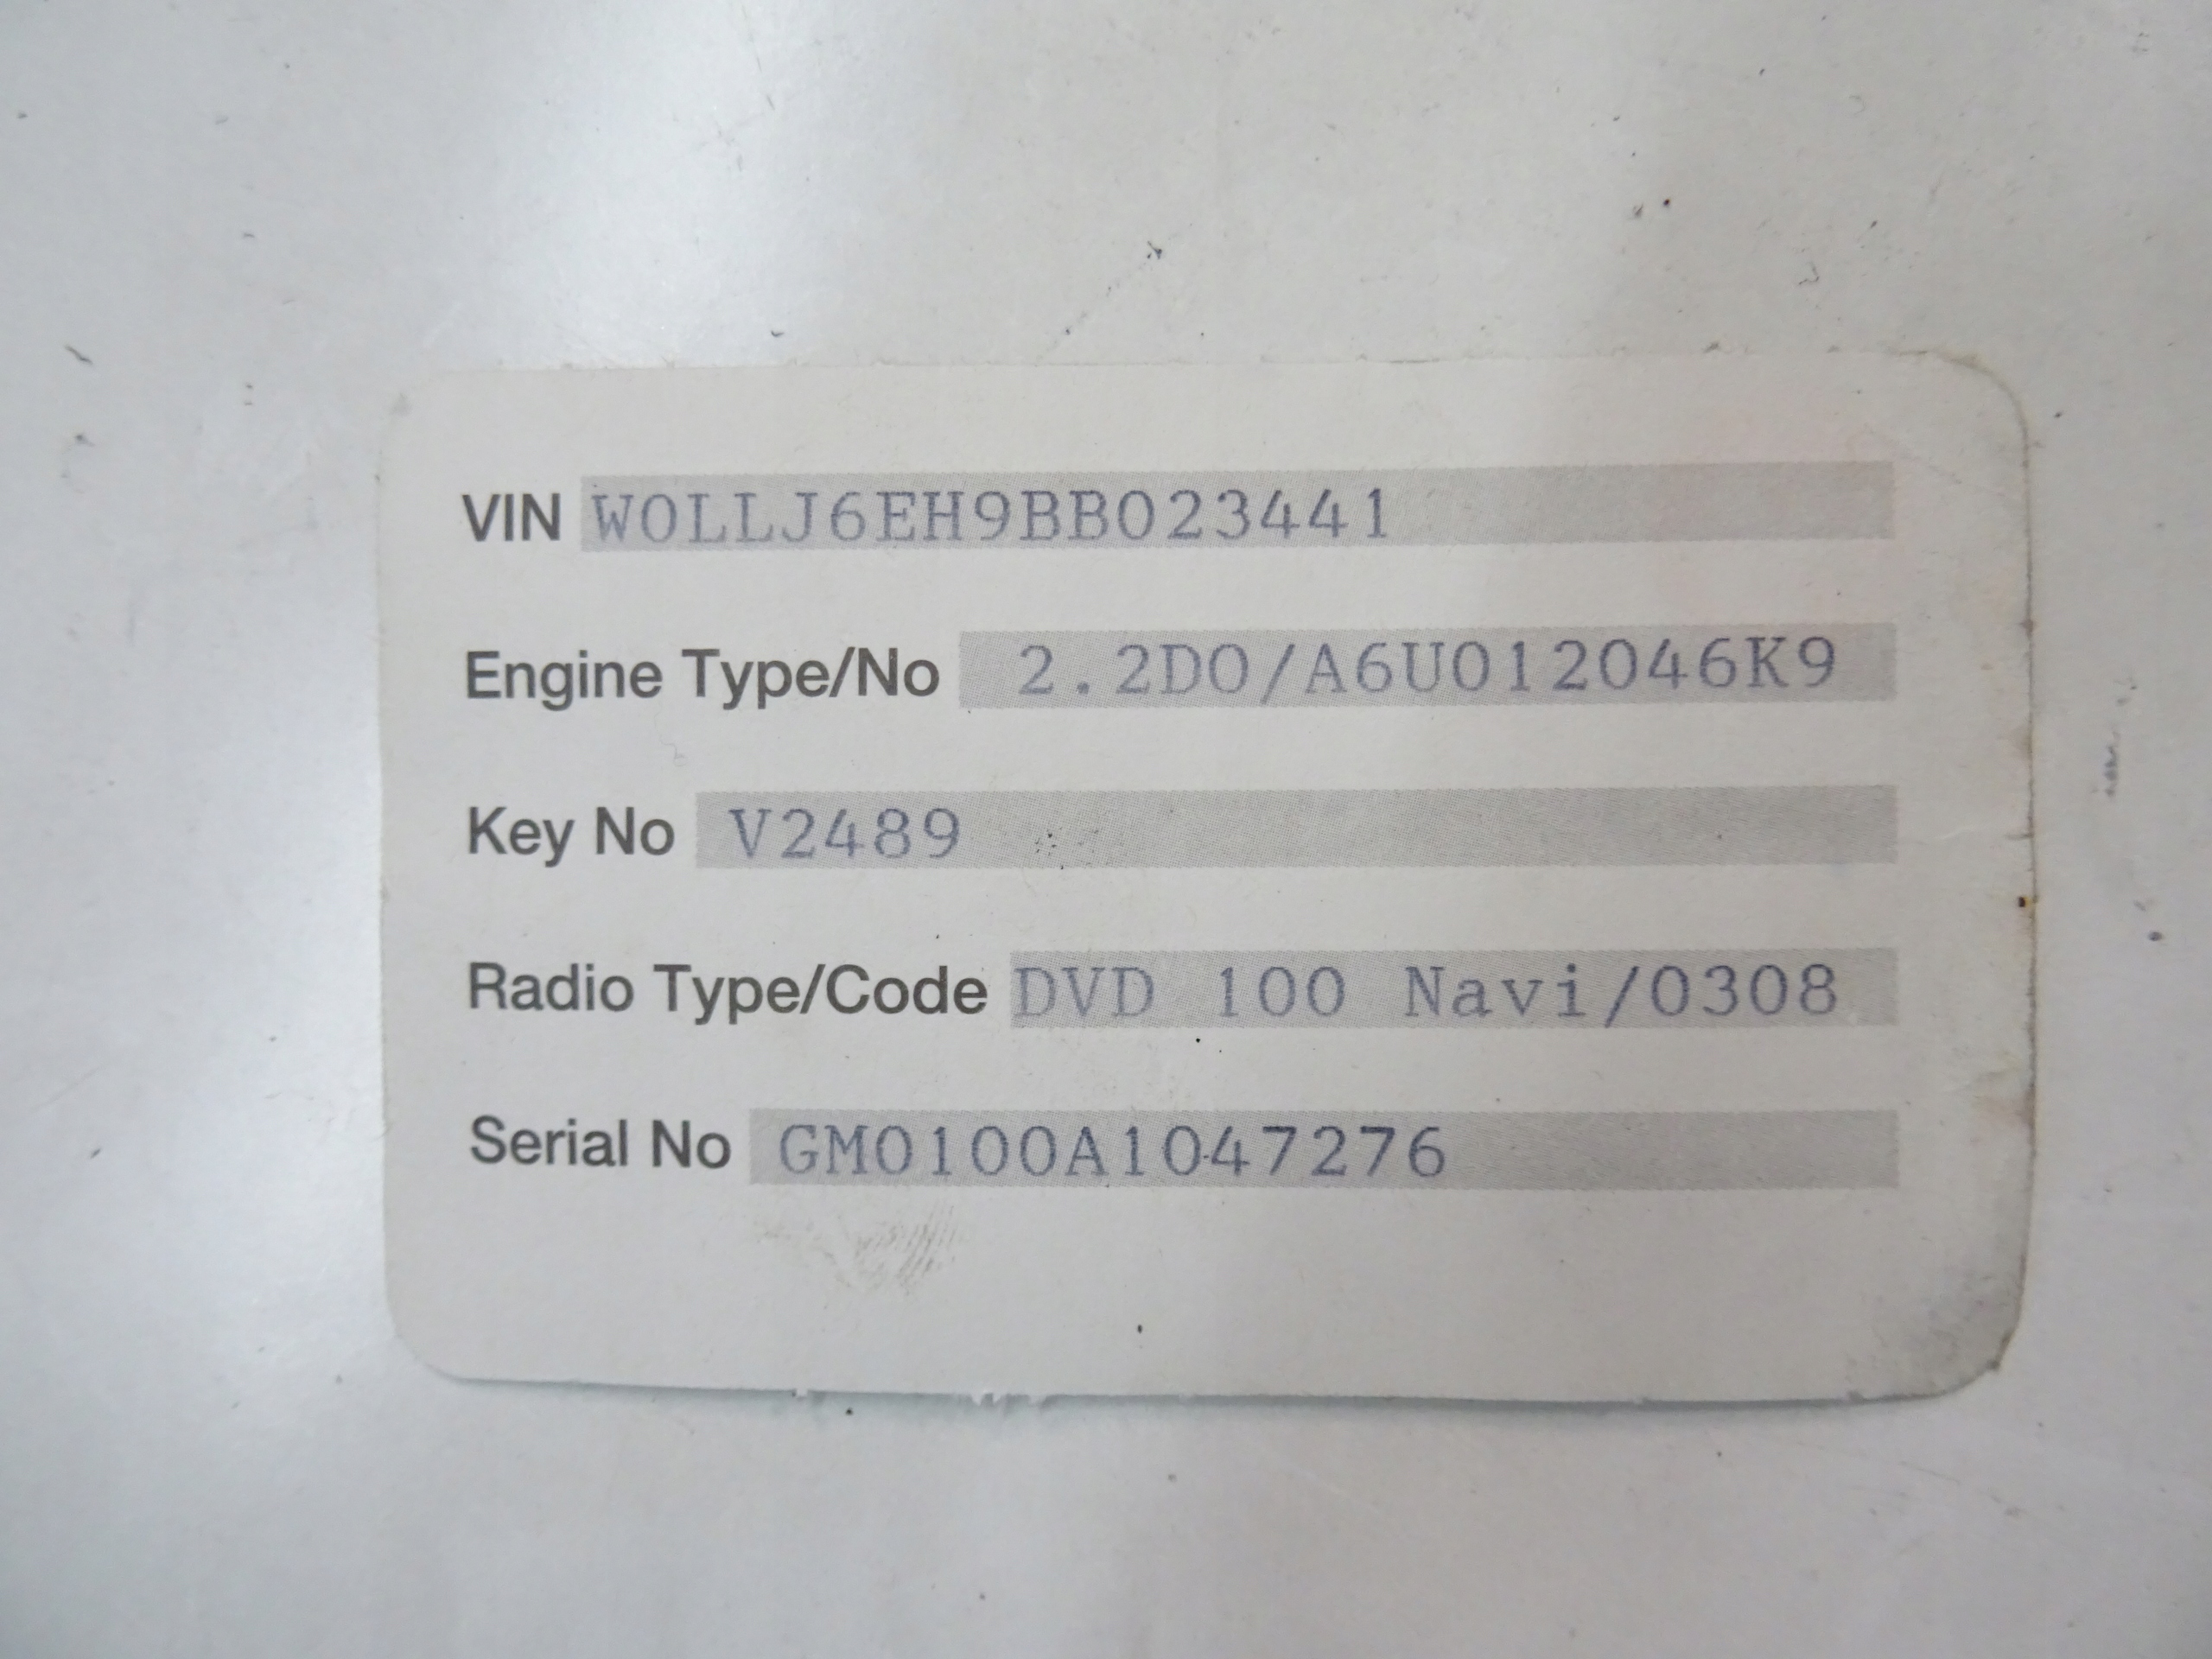 VIN W0LLJ6EH9BB023441
Engine Type/No 2.2D0/A6U012046K9
Key No V2489
Radio Type/Code DVD 100 Navi/0308
Serial No GM0100A1047276